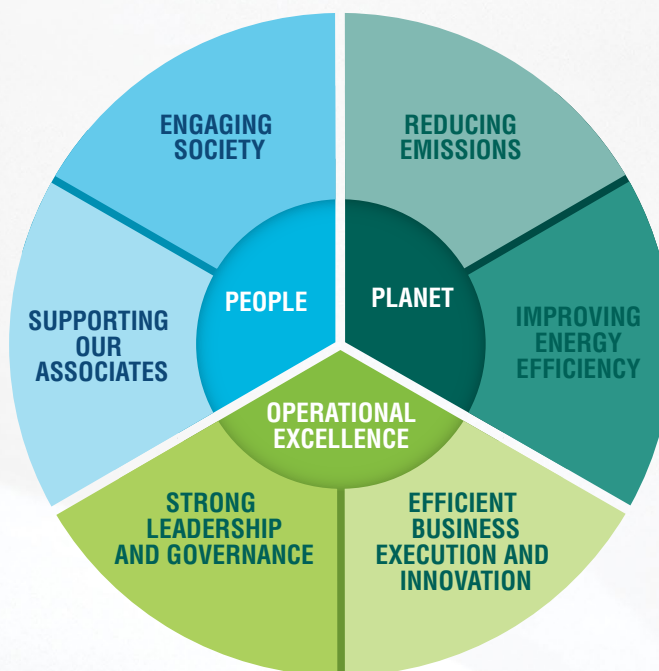 ENGAGING
SOCIETY
REDUCING
EMISSIONS
PEOPLE
PLANET
SUPPORTING
OUR
ASSOCIATES
IMPROVING
ENERGY
EFFICIENCY
OPERATIONAL
EXCELLENCE
STRONG
LEADERSHIP
AND GOVERNANCE
EFFICIENT
BUSINESS
EXECUTION AND
INNOVATION